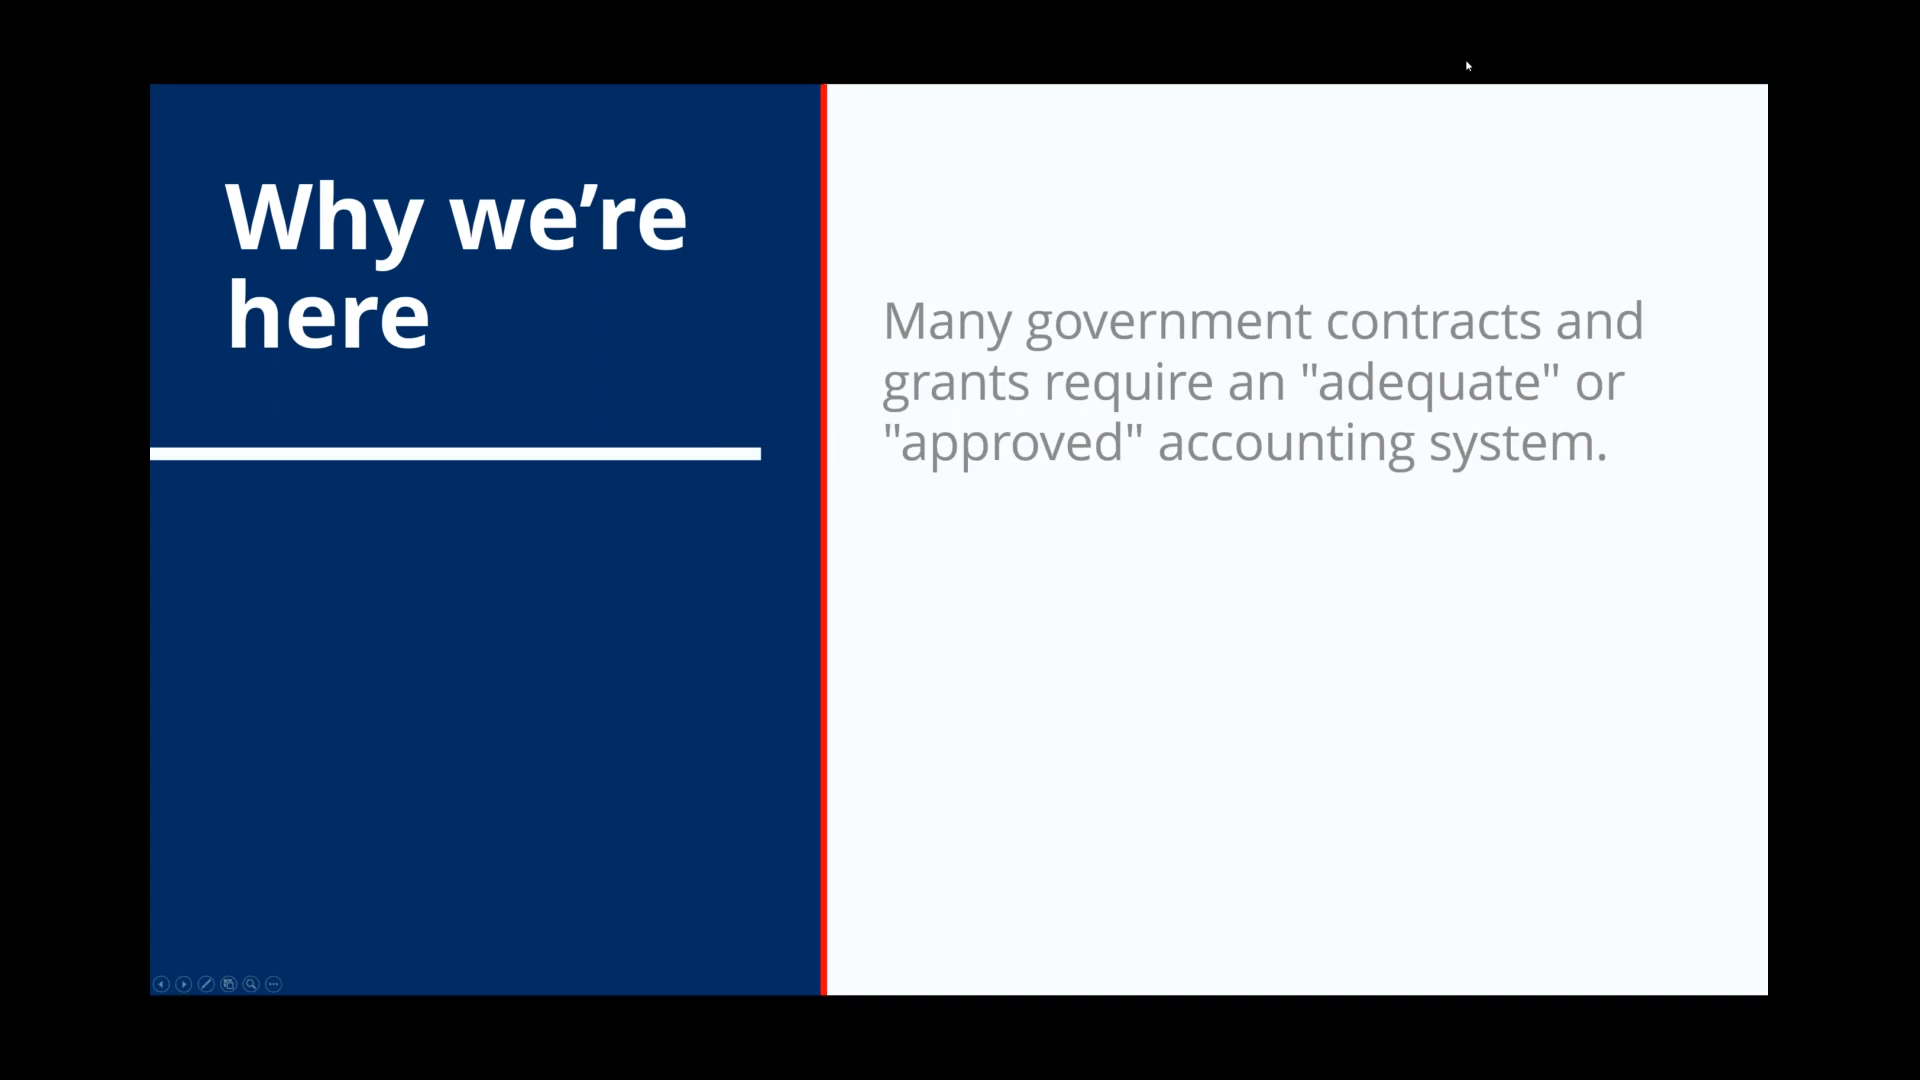 Why we’re
here
Many government contracts and
grants require an "adequate" or
"approved" accounting system.